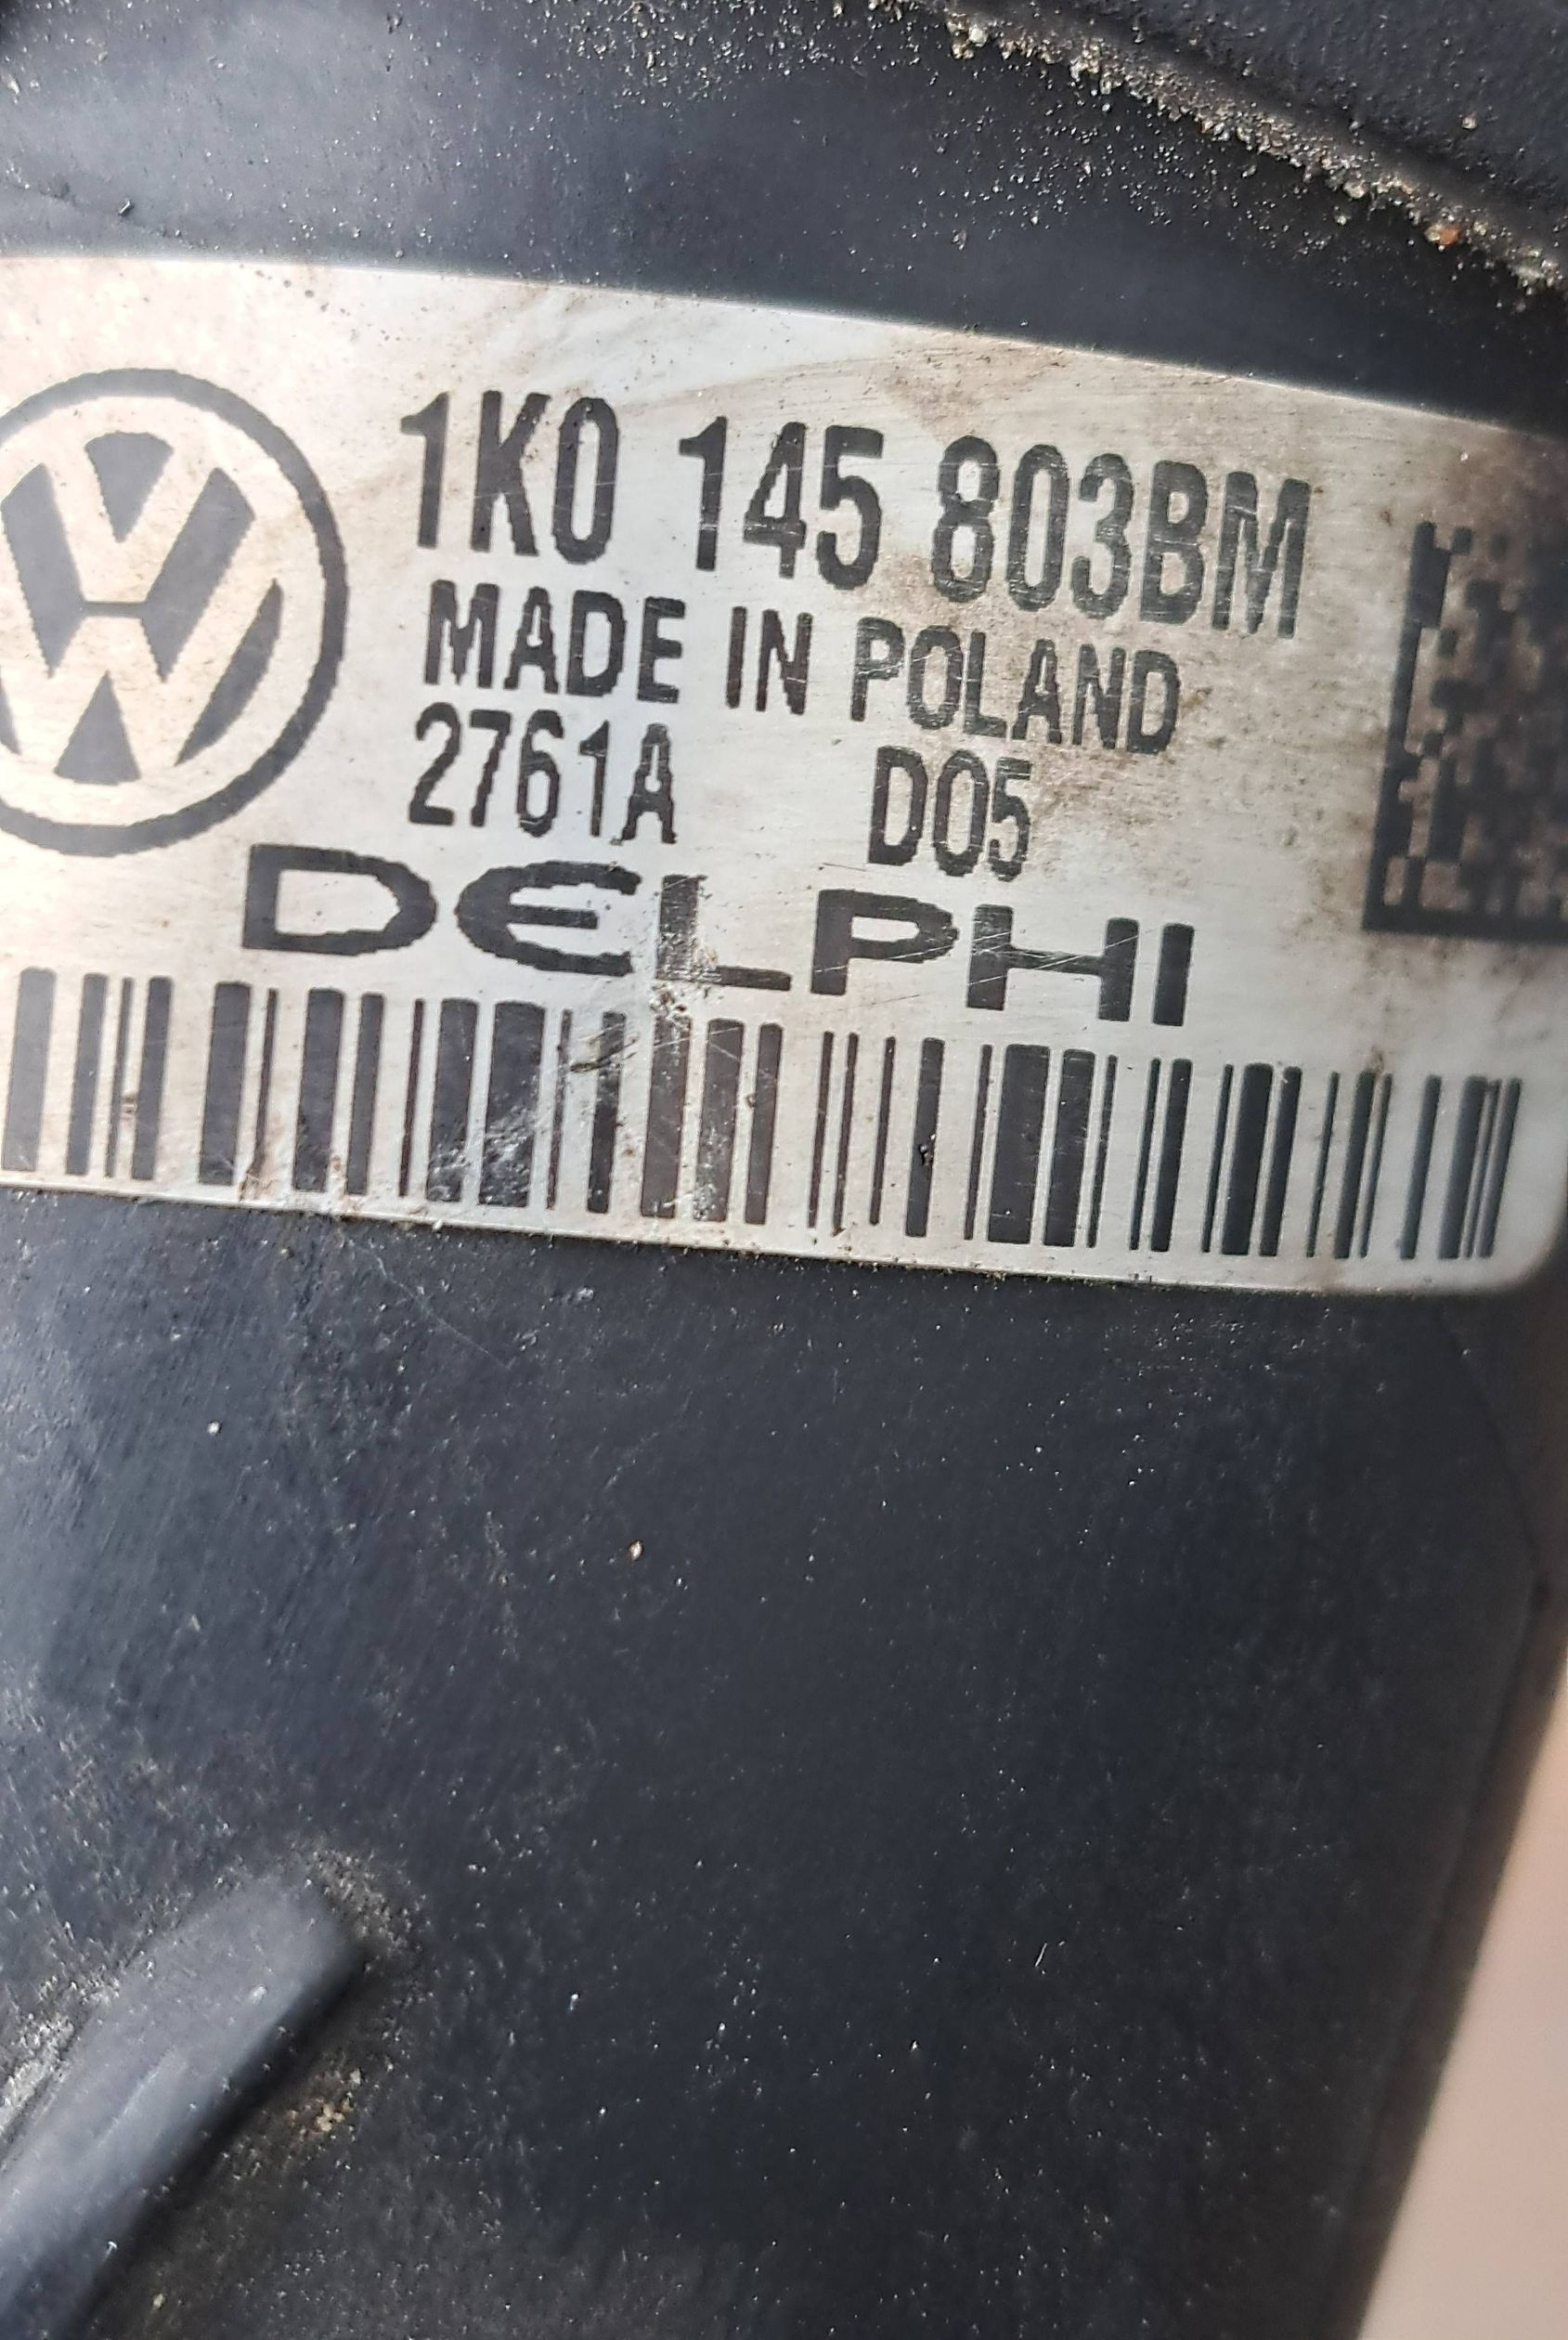 1K0 145 803BM
MADE IN POLAND
2761A D05
DELPHI